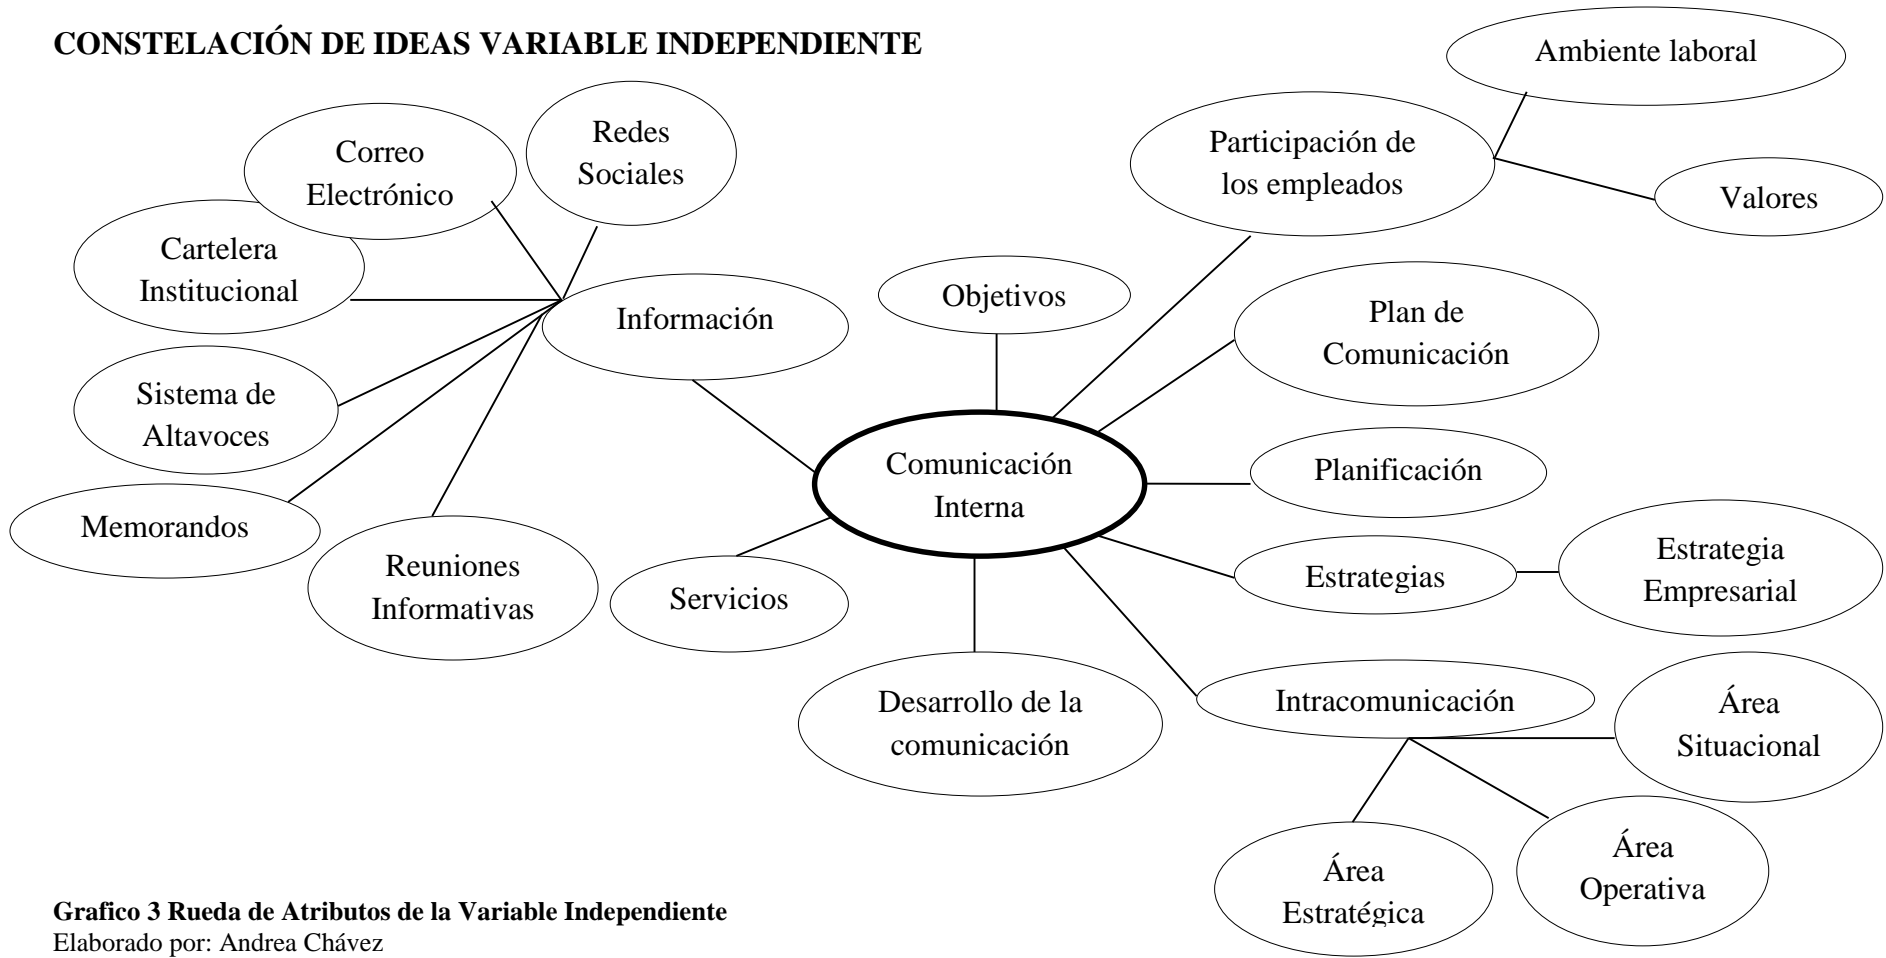 CONSTELACIÓN DE IDEAS VARIABLE INDEPENDIENTE
Ambiente laboral
Redes
Sociales
Correo
Electrónico
Participación de
los empleados
Valores
Cartelera
Institucional
Información
Objetivos
Plan de
Comunicación
Sistema de
Altavoces
Comunicación
Interna
Planificación
Memorandos
Reuniones
Informativas
Servicios
Estrategias
Estrategia
Empresarial
Desarrollo de la
comunicación
Intracomunicación
Área
Situacional
Área
Operativa
Área
Estratégica
Grafico 3 Rueda de Atributos de la Variable Independiente
Elaborado por: Andrea Chávez